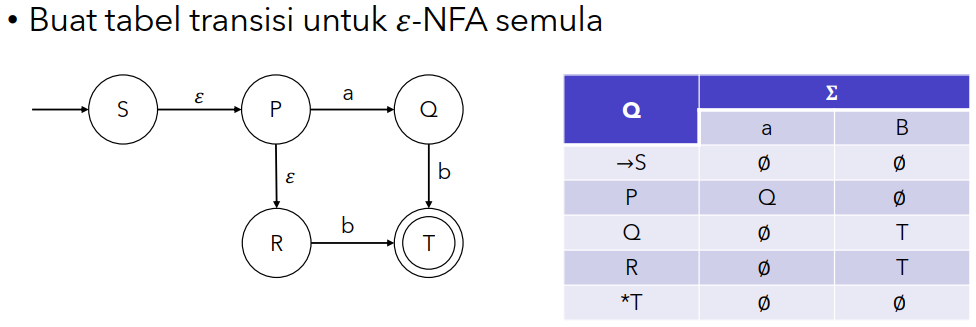 • Buat tabel transisi untuk ε-NFA semula
S ε P a Q
ε b
R b T
Q Σ
a B
→S ∅ ∅
P Q ∅
Q ∅ T
R ∅ T
*T ∅ ∅